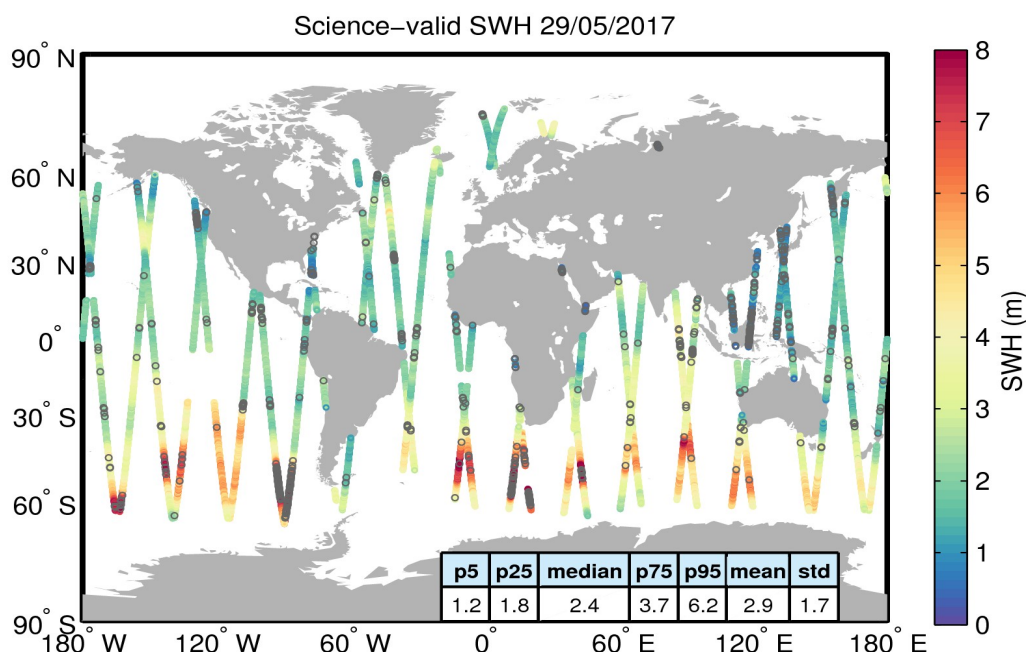 Science−valid SWH 29/05/2017
90° N
60° N
30° N
0°
30° S
60° S
90° S
180° W
120° W
60° W
0°
60° E
120° E
180° E
p5 p25 median p75 p95 mean std
1.2 1.8 2.4 3.7 6.2 2.9 1.7
8
7
6
5
4
3
2
1
0
SWH (m)